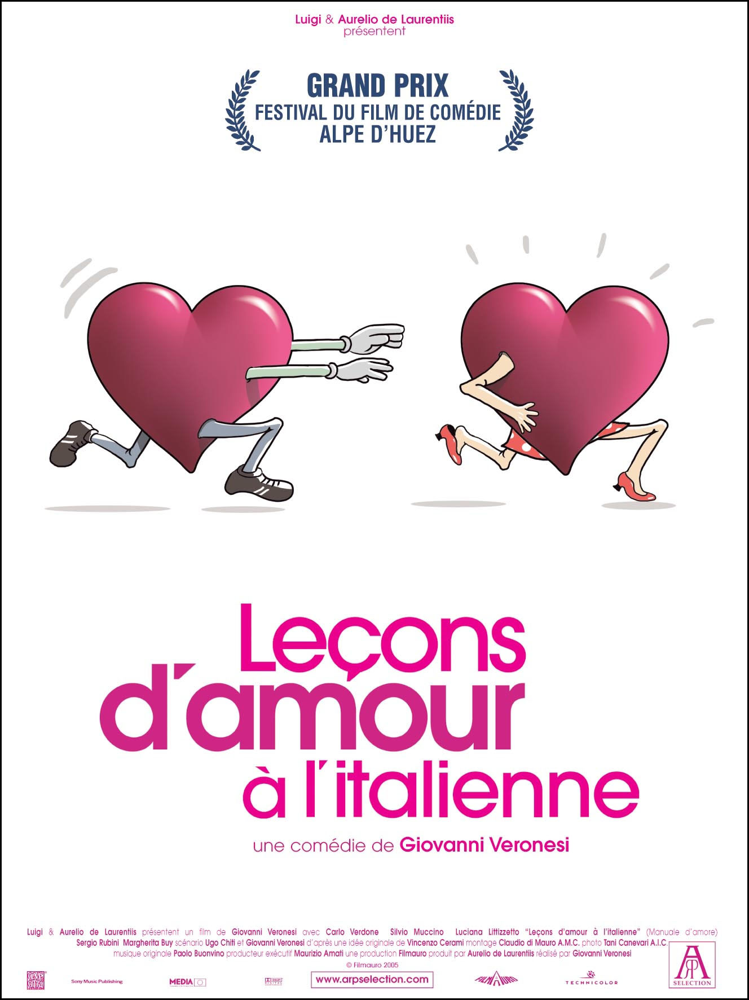 Luigi & Aurelio de Laurentiis
présentent
GRAND PRIX
FESTIVAL DU FILM DE COMÉDIE
ALPE D'HUEZ
Leçons
d'amour
à l'italienne
une comédie de Giovanni Veronesi
Luigi & Aurelio de Laurentiis présentent un film de Giovanni Veronesi avec Carlo Verdone Silvio Muccino Luciana Littizzetto "Leçons d'amour à l'italienne" (Manuale d'amore)
Sergio Rubini Margherita Buy scénario Ugo Chiti et Giovanni Veronesi d'après une idée originale de Vincenzo Cerami montage Claudio di Mauro A.M.C. photo Tani Canevari A.I.C.
musique originale Paolo Buonvino producteur exécutif Maurizio Amati une production Filmauro produit par Aurelio de Laurentiis réalisé par Giovanni Veronesi
© Filmauro 2005
Sony Music Publishing
MEDIA
DOLBY
DIGITAL
www.arpselection.com
FILMAURO
TECHNICOLOR
ARP
SELECTION